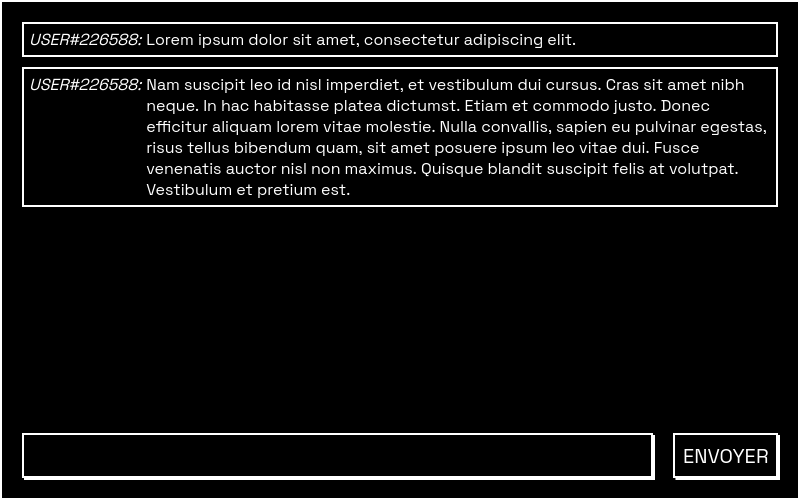 USER#226588: Lorem ipsum dolor sit amet, consectetur adipiscing elit.
USER#226588: Nam suscipit leo id nisl imperdiet, et vestibulum dui cursus. Cras sit amet nibh
neque. In hac habitasse platea dictumst. Etiam et commodo justo. Donec
efficitur aliquam lorem vitae molestie. Nulla convallis, sapien eu pulvinar egestas,
risus tellus bibendum quam, sit amet posuere ipsum leo vitae dui. Fusce
venenatis auctor nisl non maximus. Quisque blandit suscipit felis at volutpat.
Vestibulum et pretium est.
ENVOYER